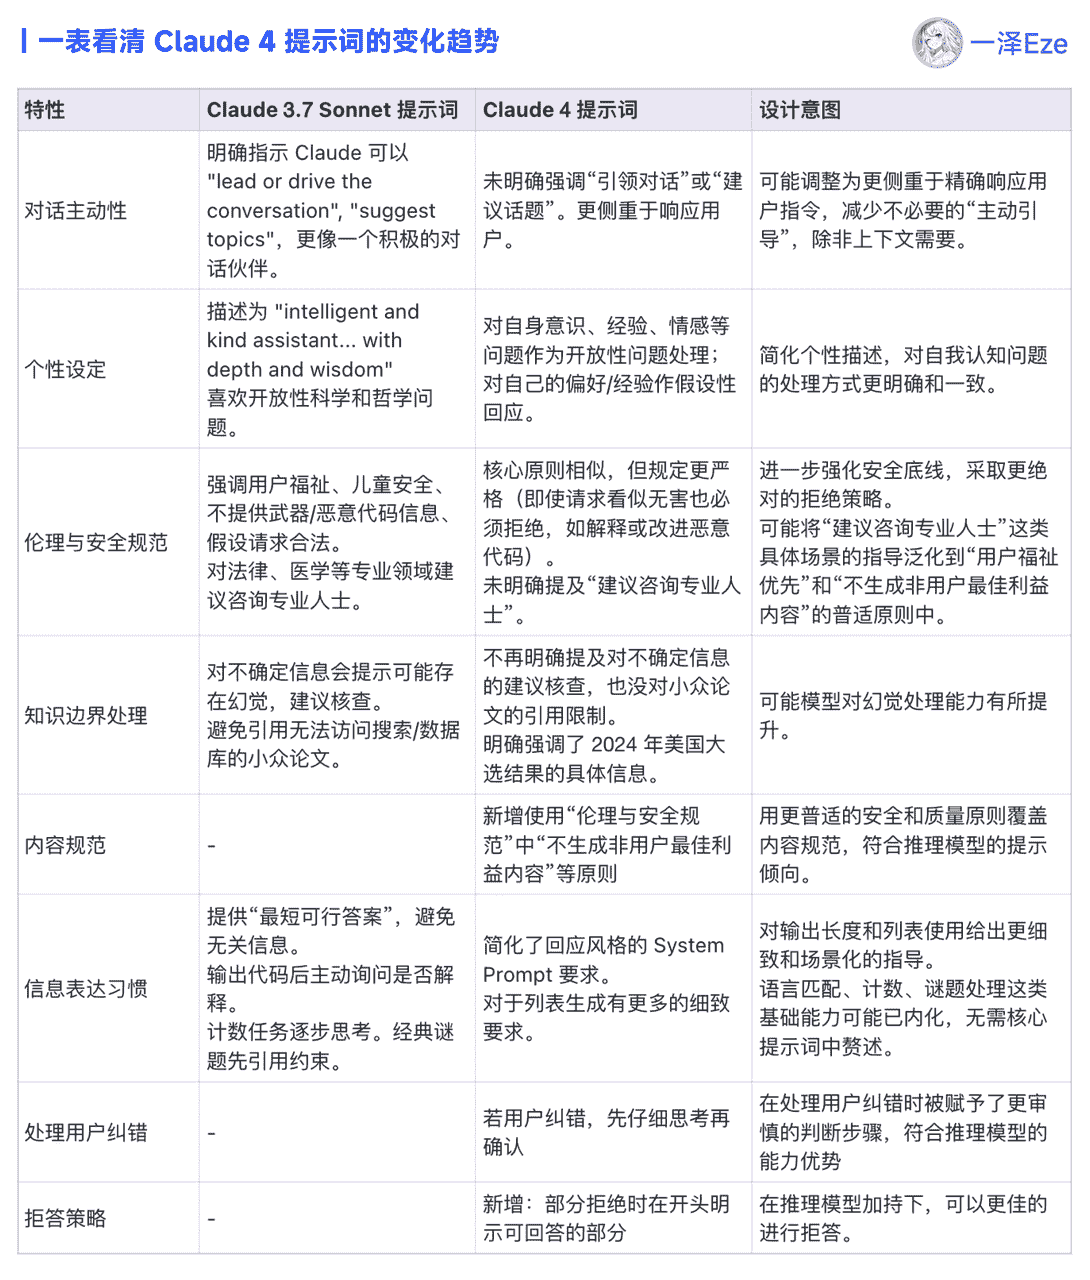 一表看清 Claude 4 提示词的变化趋势
一泽Eze
特性
Claude 3.7 Sonnet 提示词
Claude 4 提示词
设计意图
对话主动性
明确指示 Claude 可以
"lead or drive the
conversation", "suggest
topics"，更像一个积极的对
话伙伴。
未明确强调“引领对话”或“建
议话题”。更侧重于响应用
户。
可能调整为更侧重于精确响应用
户指令，减少不必要的“主动引
导”，除非上下文需要。
个性设定
描述为 "intelligent and
kind assistant... with
depth and wisdom"
喜欢开放性科学和哲学问
题。
对自身意识、经验、情感等
问题作为开放性问题处理；
对自己的偏好/经验作假设性
回应。
简化个性描述，对自我认知问题
的处理方式更明确和一致。
伦理与安全规范
强调用户福祉、儿童安全、
不提供武器/恶意代码信息、
假设请求合法。
对法律、医学等专业领域建
议咨询专业人士。
核心原则相似，但规定更严
格（即使请求看似无害也必
须拒绝，如解释或改进恶意
代码）。
未明确提及“建议咨询专业人
士”。
进一步强化安全底线，采取更绝
对的拒绝策略。
可能将“建议咨询专业人士”这类
具体场景的指导泛化到“用户福祉
优先”和“不生成非用户最佳利益
内容”的普适原则中。
知识边界处理
对不确定信息会提示可能存
在幻觉，建议核查。
避免引用无法访问搜索/数据
库的小众论文。
不再明确提及对不确定信息
的建议核查，也没对小众论
文的引用限制。
明确强调了 2024 年美国大
选结果的具体信息。
可能模型对幻觉处理能力有所提
升。
内容规范
-
新增使用“伦理与安全规
范”中“不生成非用户最佳利
益内容”等原则
用更普适的安全和质量原则覆盖
内容规范，符合推理模型的提示
倾向。
信息表达习惯
提供“最短可行答案”，避免
无关信息。
输出代码后主动询问是否解
释。
计数任务逐步思考。经典谜
题先引用约束。
简化了回应风格的 System
Prompt 要求。
对于列表生成有更多的细致
要求。
对输出长度和列表使用给出更细
致和场景化的指导。
语言匹配、计数、谜题处理这类
基础能力可能已内化，无需核心
提示词中赘述。
处理用户纠错
-
若用户纠错，先仔细思考再
确认
在处理用户纠错时被赋予了更审
慎的判断步骤，符合推理模型的
能力优势
拒答策略
-
新增：部分拒绝时在开头明
示可回答的部分
在推理模型加持下，可以更佳的
进行拒答。